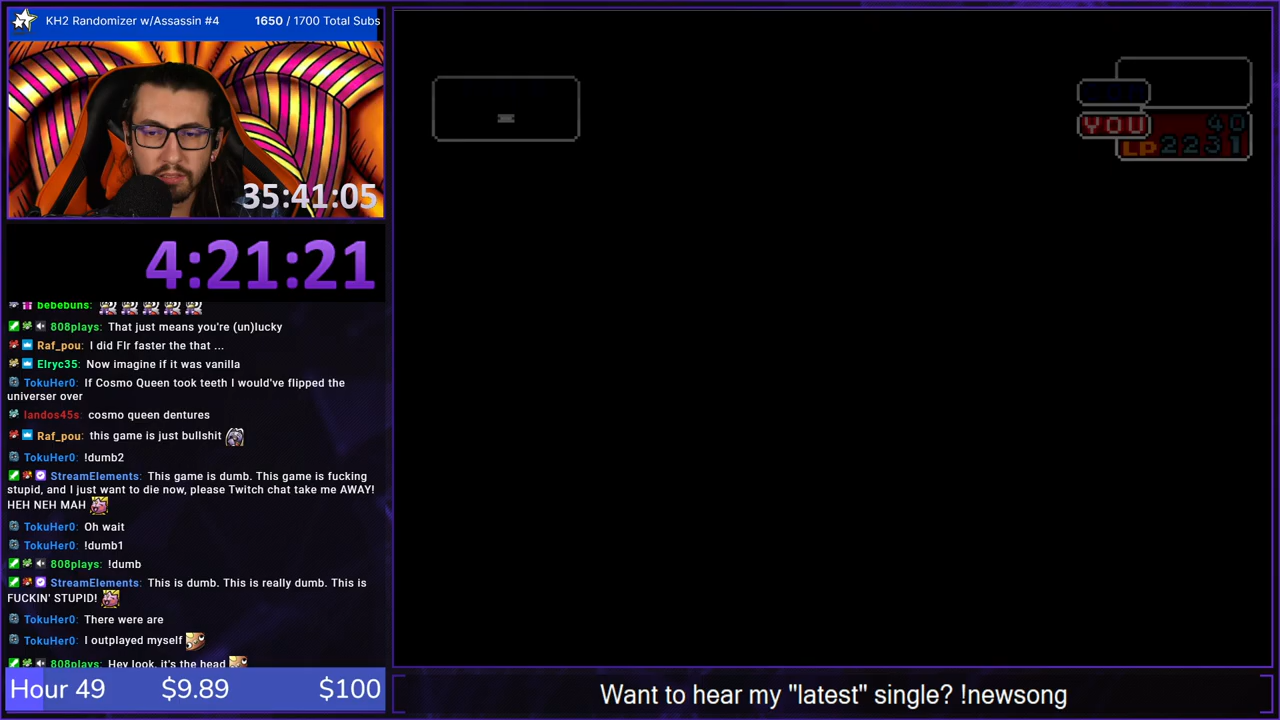 KH2 Randomizer w/Assassin #4
1650 / 1700 Total Subs
35:41:05
4:21:21
bebebuns:
808plays: That just means you're (un)lucky
Raf_pou: I did Flr faster the that ...
Elryc35: Now imagine if it was vanilla
TokuHer0: If Cosmo Queen took teeth I would've flipped the
universer over
landos45s: cosmo queen dentures
Raf_pou: this game is just bullshit
TokuHer0: !dumb2
StreamElements: This game is dumb. This game is fucking
stupid, and I just want to die now, please Twitch chat take me AWAY!
HEH NEH MAH
TokuHer0: Oh wait
TokuHer0: !dumb1
808plays: !dumb
StreamElements: This is dumb. This is really dumb. This is
FUCKIN' STUPID!
TokuHer0: There were are
TokuHer0: I outplayed myself
808plays: Hey look, it's the head
Hour 49 $9.89 $100
YOU 40
LP2231
Want to hear my "latest" single? !newsong